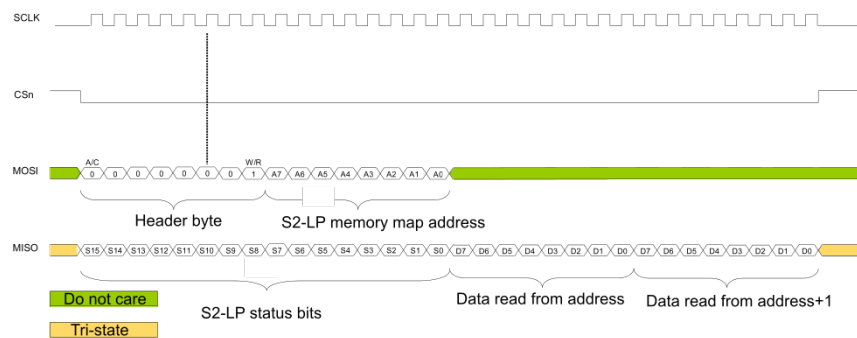 SCLK
CSn
A/C W/R
MOSI 0 0 0 0 0 0 0 1 A7 A6 A5 A4 A3 A2 A1 A0
Header byte S2-LP memory map address
MISO S15 S14 S13 S12 S11 S10 S9 S8 S7 S6 S5 S4 S3 S2 S1 S0 D7 D6 D5 D4 D3 D2 D1 D0 D7 D6 D5 D4 D3 D2 D1 D0
Do not care
S2-LP status bits Data read from address Data read from address+1
Tri-state